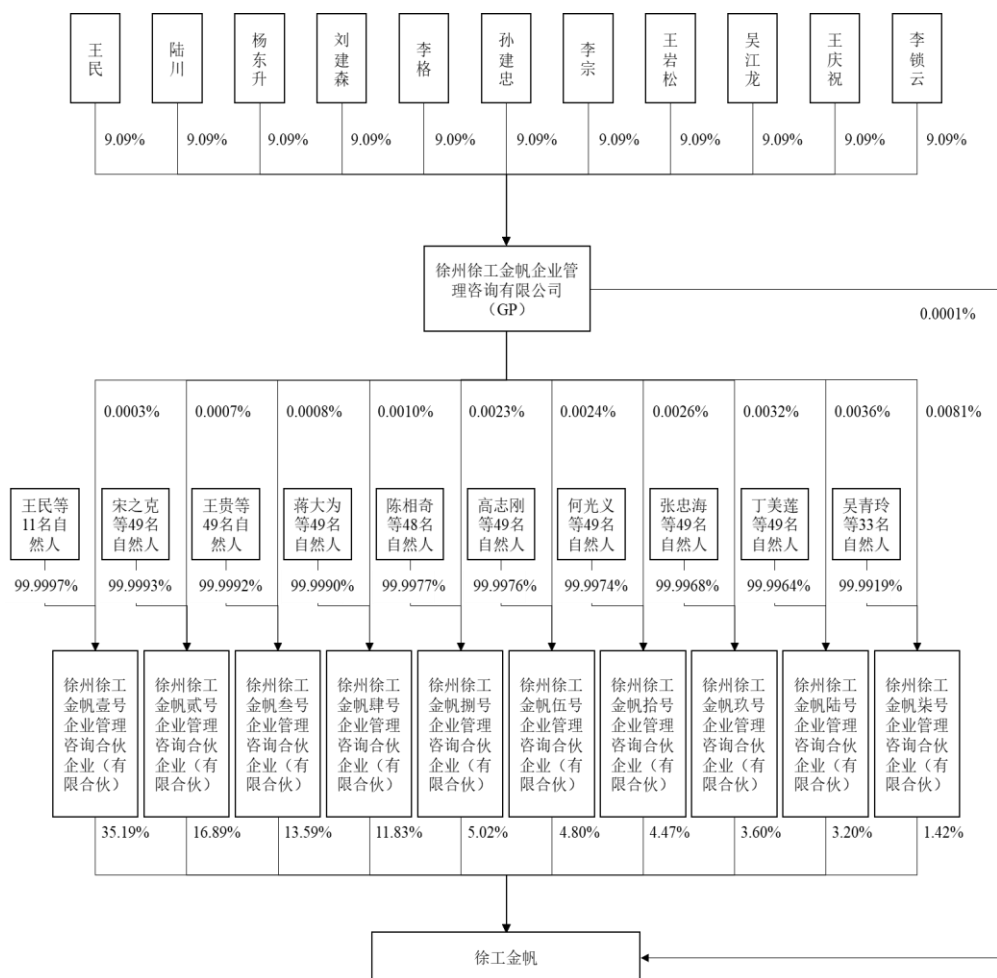 王民
陆川
杨东升
刘建森
李格
孙建忠
李宗
王岩松
吴江龙
王庆祝
李锁云
9.09%
9.09%
9.09%
9.09%
9.09%
9.09%
9.09%
9.09%
9.09%
9.09%
9.09%
徐州徐工金帆企业管
理咨询有限公司
（GP）
0.0001%
0.0003%
0.0007%
0.0008%
0.0010%
0.0023%
0.0024%
0.0026%
0.0032%
0.0036%
0.0081%
王民等
11名自
然人
宋之克
等49名
自然人
王贵等
49名自
然人
蒋大为
等49名
自然人
陈相奇
等48名
自然人
高志刚
等49名
自然人
何光义
等49名
自然人
张忠海
等49名
自然人
丁美莲
等49名
自然人
吴青玲
等33名
自然人
99.9997%
99.9993%
99.9992%
99.9990%
99.9977%
99.9976%
99.9974%
99.9968%
99.9964%
99.9919%
徐州徐工
金帆壹号
企业管理
咨询合伙
企业（有
限合伙）
徐州徐工
金帆贰号
企业管理
咨询合伙
企业（有
限合伙）
徐州徐工
金帆叁号
企业管理
咨询合伙
企业（有
限合伙）
徐州徐工
金帆肆号
企业管理
咨询合伙
企业（有
限合伙）
徐州徐工
金帆捌号
企业管理
咨询合伙
企业（有
限合伙）
徐州徐工
金帆伍号
企业管理
咨询合伙
企业（有
限合伙）
徐州徐工
金帆拾号
企业管理
咨询合伙
企业（有
限合伙）
徐州徐工
金帆玖号
企业管理
咨询合伙
企业（有
限合伙）
徐州徐工
金帆陆号
企业管理
咨询合伙
企业（有
限合伙）
徐州徐工
金帆柒号
企业管理
咨询合伙
企业（有
限合伙）
35.19%
16.89%
13.59%
11.83%
5.02%
4.80%
4.47%
3.60%
3.20%
1.42%
徐工金帆